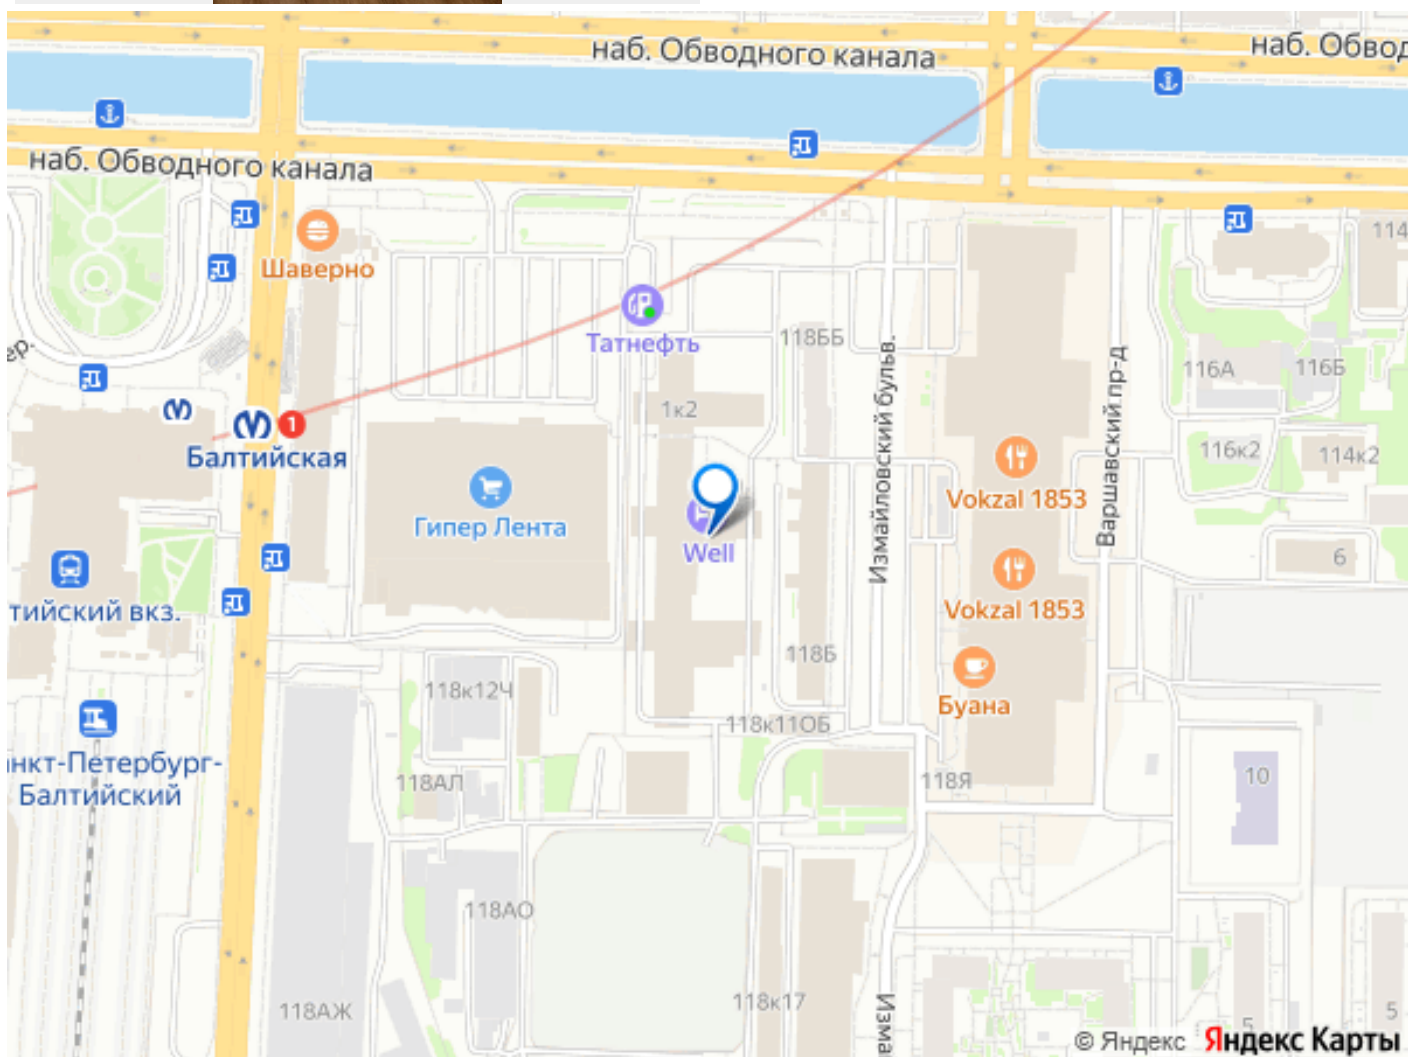 наб. Обводного канала
наб. Обвод
наб. Обводного канала
114
Шаверно
Татнефть
118ББ
ер.
116А
116Б
1к2
1
Балтийская
Измайловский бульв.
Варшавский пр-д
116к2
114к2
Vokzal 1853
Гипер Лента
Well
6
тийский вкз.
Vokzal 1853
118Б
118к12Ч
Буана
118к11ОБ
нкт-Петербург-
Балтийский
118АЛ
118Я
10
118АО
118к17
118АЖ
Изма
5
5
© Яндекс Яндекс Карты